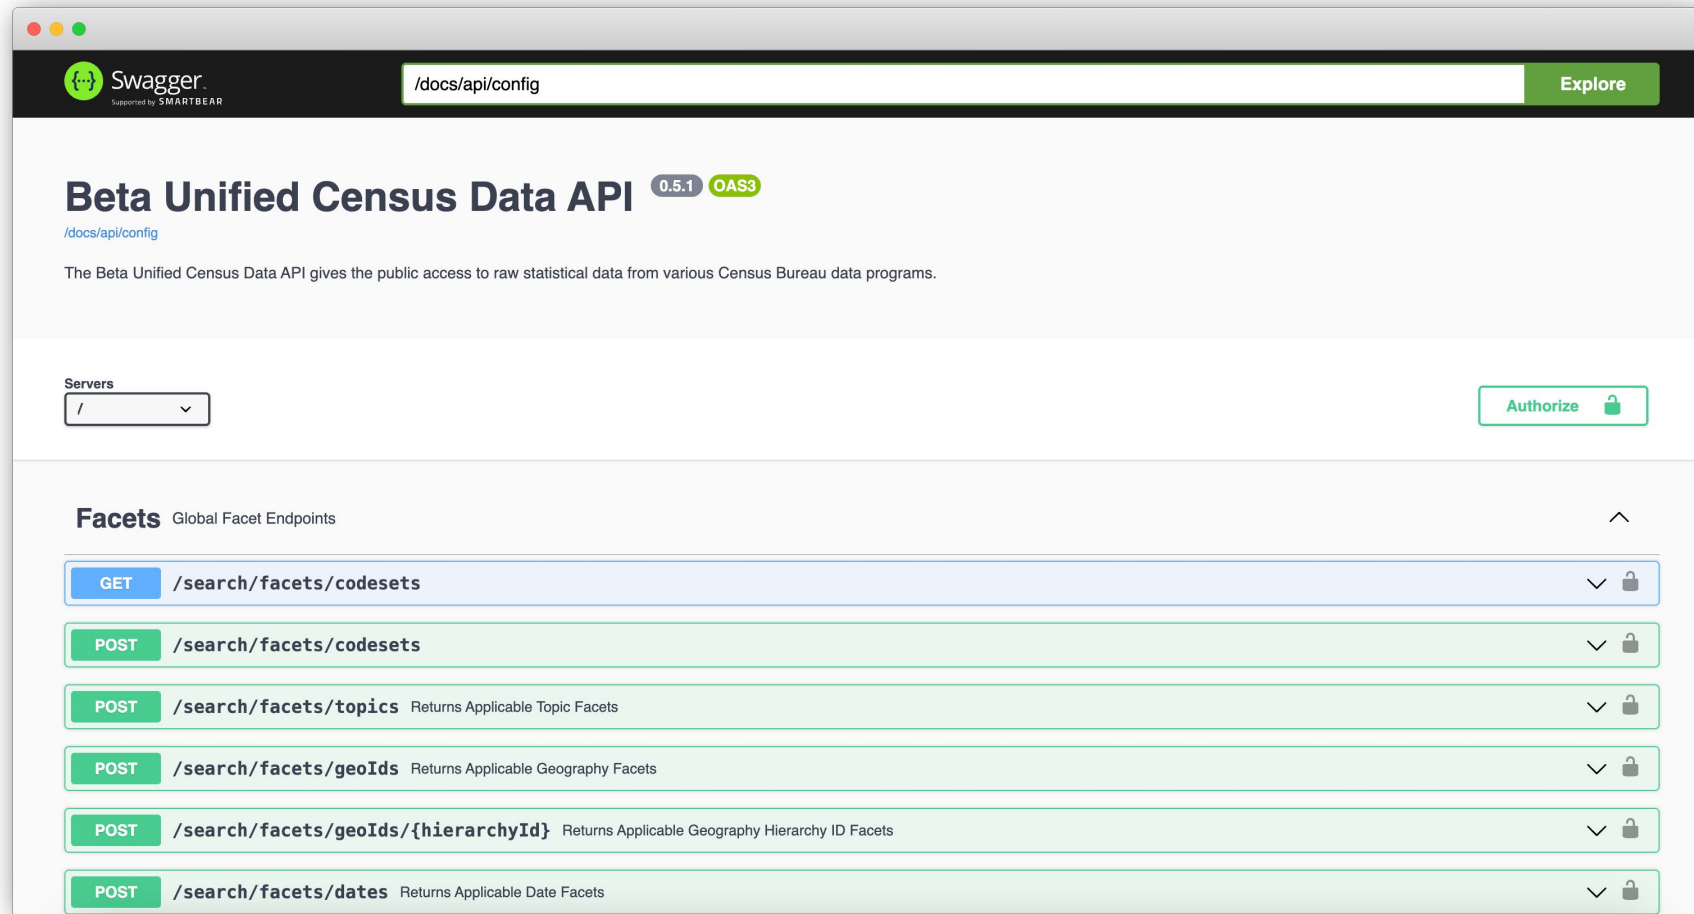 Swagger.
Supported by SMARTBEAR
/docs/api/config
Explore
Beta Unified Census Data API 0.5.1 OAS3
/docs/api/config
The Beta Unified Census Data API gives the public access to raw statistical data from various Census Bureau data programs.
Servers
/
Authorize
Facets Global Facet Endpoints
GET /search/facets/codesets
POST /search/facets/codesets
POST /search/facets/topics Returns Applicable Topic Facets
POST /search/facets/geoIds Returns Applicable Geography Facets
POST /search/facets/geoIds/{hierarchyId} Returns Applicable Geography Hierarchy ID Facets
POST /search/facets/dates Returns Applicable Date Facets